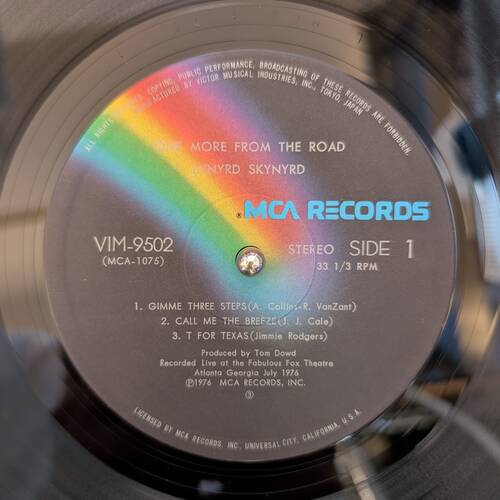 ALL RIGHTS COPYING, PUBLIC PERFORMANCE, BROADCASTING OF THESE RECORDS ARE FORBIDDEN.
MANUFACTURED BY VICTOR MUSICAL INDUSTRIES, INC., TOKYO, JAPAN
MORE FROM THE ROAD
LYNYRD SKYNYRD
® MCA RECORDS
VIM-9502
(MCA-1075)
STEREO SIDE 1
33 1/3 RPM
1. GIMME THREE STEPS(A. Collins-R. VanZant)
2. CALL ME THE BREEZE(J. J. Cale)
3. T FOR TEXAS(Jimmie Rodgers)
Produced by Tom Dowd
Recorded Live at the Fabulous Fox Theatre
Atlanta Georgia July 1976
Ⓟ1976 MCA RECORDS, INC.
③
LICENSED BY MCA RECORDS, INC., UNIVERSAL CITY, CALIFORNIA, U.S.A.